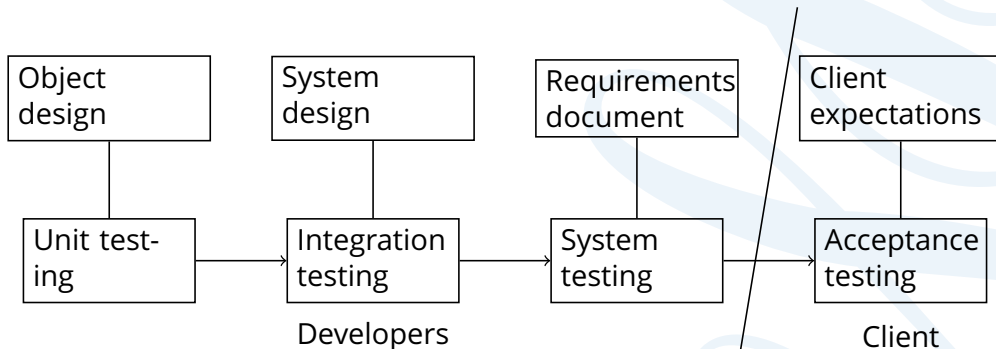 Object
design
System
design
Requirements
document
Client
expectations
Unit test-
ing
Integration
testing
System
testing
Acceptance
testing
Developers
Client